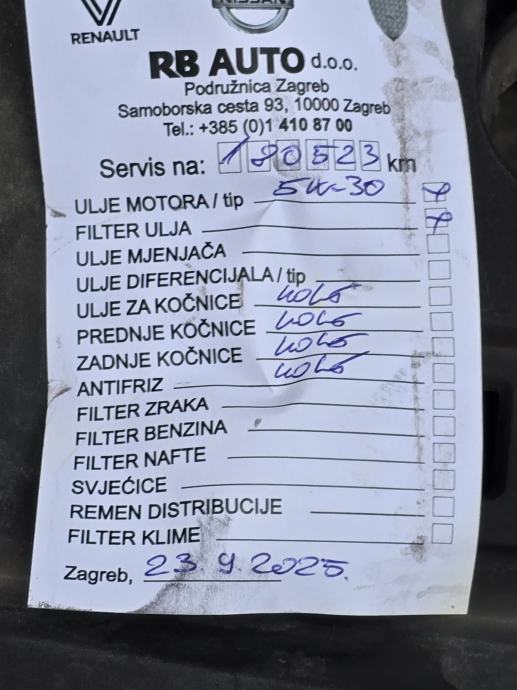 RENAULT NISSAN
RB AUTO d.o.o.
Podružnica Zagreb
Samoborska cesta 93, 10000 Zagreb
Tel.: +385 (0)1 410 87 00
Servis na: 180523 km
ULJE MOTORA / tip 5W-30 x
FILTER ULJA x
ULJE MJENJAČA
ULJE DIFERENCIJALA / tip
ULJE ZA KOČNICE
PREDNJE KOČNICE
ZADNJE KOČNICE
ANTIFRIZ
FILTER ZRAKA
FILTER BENZINA
FILTER NAFTE
SVJEĆICE
REMEN DISTRIBUCIJE
FILTER KLIME
Zagreb, 23 9. 2025.